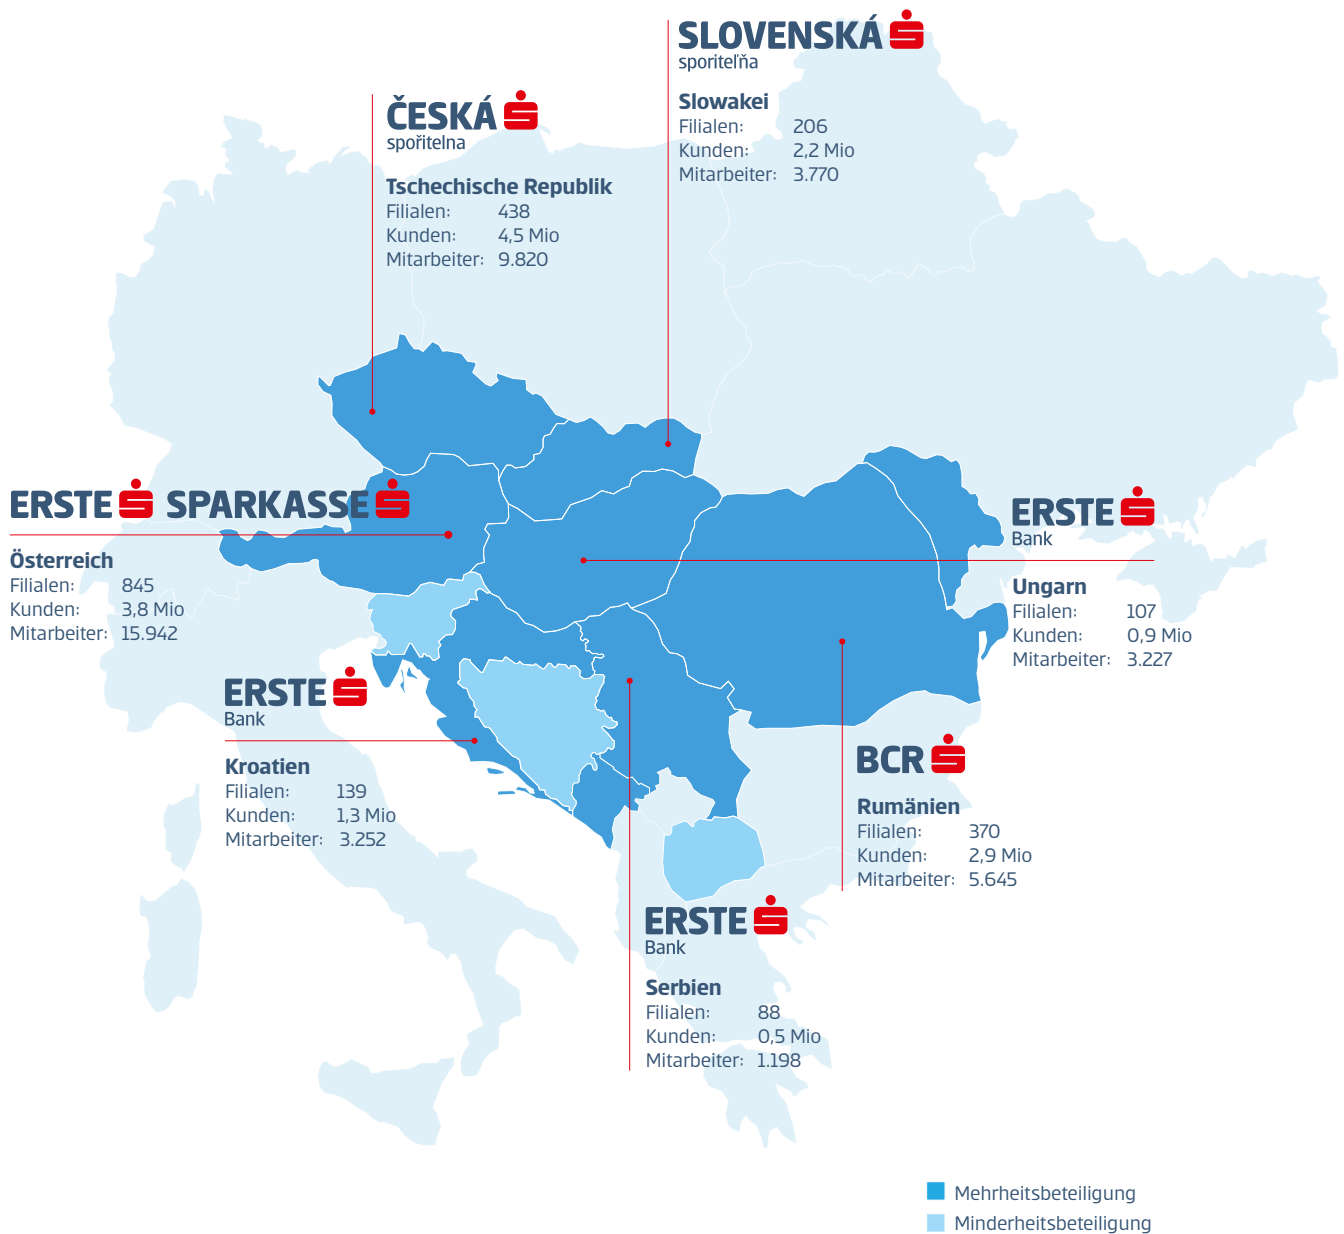 SLOVENSKÁ
sporiteľňa
Slowakei
Filialen: 206
Kunden: 2,2 Mio
Mitarbeiter: 3.770
ČESKÁ
spořitelna
Tschechische Republik
Filialen: 438
Kunden: 4,5 Mio
Mitarbeiter: 9.820
ERSTE SPARKASSE
Österreich
Filialen: 845
Kunden: 3,8 Mio
Mitarbeiter: 15.942
ERSTE
Bank
Ungarn
Filialen: 107
Kunden: 0,9 Mio
Mitarbeiter: 3.227
ERSTE
Bank
Kroatien
Filialen: 139
Kunden: 1,3 Mio
Mitarbeiter: 3.252
BCR
Rumänien
Filialen: 370
Kunden: 2,9 Mio
Mitarbeiter: 5.645
ERSTE
Bank
Serbien
Filialen: 88
Kunden: 0,5 Mio
Mitarbeiter: 1.198
Mehrheitsbeteiligung
Minderheitsbeteiligung